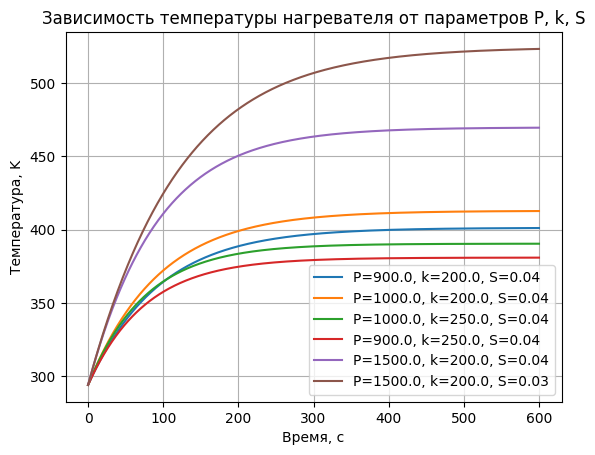 Зависимость температуры нагревателя от параметров P, k, S
Температура, К
500
450
400
350
300
P=900.0, k=200.0, S=0.04
P=1000.0, k=200.0, S=0.04
P=1000.0, k=250.0, S=0.04
P=900.0, k=250.0, S=0.04
P=1500.0, k=200.0, S=0.04
P=1500.0, k=200.0, S=0.03
0 100 200 300 400 500 600
Время, с